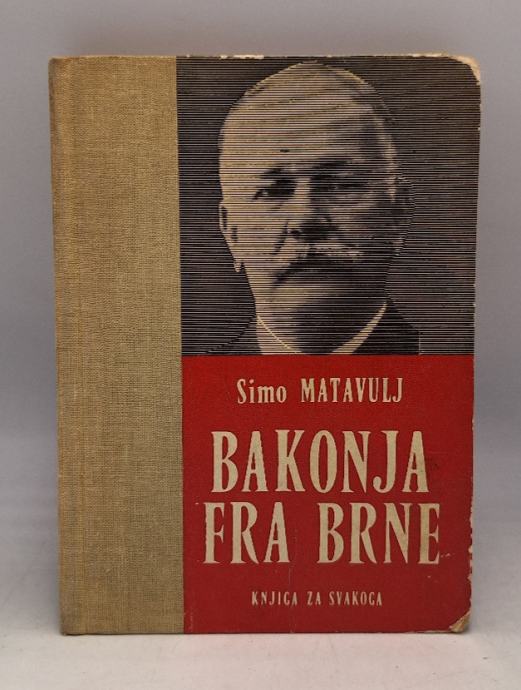 Simo MATAVULJ
BAKONJA
FRA BRNE
KNJIGA ZA SVAKOGA